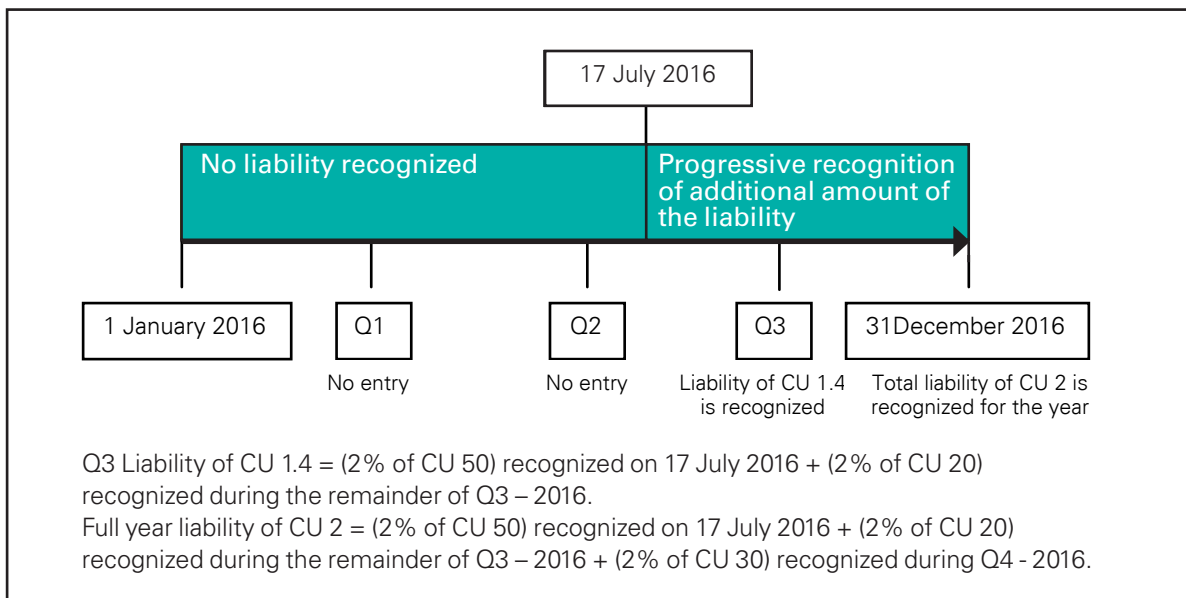 17 July 2016
No liability recognized
Progressive recognition
of additional amount of
the liability
1 January 2016
Q1
Q2
Q3
31December 2016
No entry
No entry
Liability of CU 1.4
is recognized
Total liability of CU 2 is
recognized for the year
Q3 Liability of CU 1.4 = (2% of CU 50) recognized on 17 July 2016 + (2% of CU 20)
recognized during the remainder of Q3 – 2016.
Full year liability of CU 2 = (2% of CU 50) recognized on 17 July 2016 + (2% of CU 20)
recognized during the remainder of Q3 – 2016 + (2% of CU 30) recognized during Q4 - 2016.